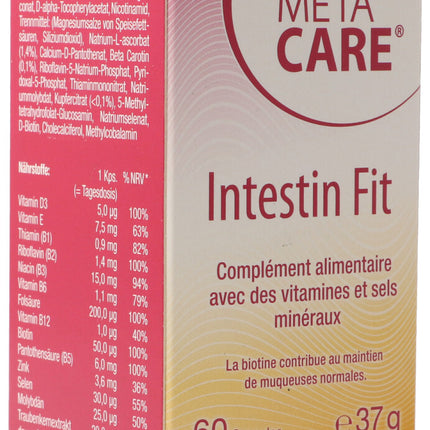 conat, D-alpha-Tocopherylacetat, Nicotinamid,
Trennmittel: (Magnesiumsalze von Speisefett-
säuren, Siliziumdioxid), Natrium-L-ascorbat
(1,4%), Calcium-D-Pantothenat, Beta Carotin
(0,1%), Riboflavin-5-Natrium-Phosphat, Pyri-
doxal-5-Phosphat, Thiaminmononitrat, Natri-
ummolybdat, Kupfercitrat (<0,1%), 5-Methyl-
tetrahydrofolat-Glucosamin, Natriumselenat,
D-Biotin, Cholecalciferol, Methylcobalamin
Nährstoffe: 1 Kps. % NRV*
(= Tagesdosis)
Vitamin D3 5,0 µg 100%
Vitamin E 7,5 mg 63%
Thiamin (B1) 0,9 mg 82%
Riboflavin (B2) 1,4 mg 100%
Niacin (B3) 15,0 mg 94%
Vitamin B6 1,1 mg 79%
Folsäure 200,0 µg 100%
Vitamin B12 1,0 µg 40%
Biotin 50,0 µg 100%
Pantothensäure (B5) 6,0 mg 100%
Zink 3,6 mg 36%
Selen 30,0 µg 55%
Molybdän 25,0 µg 50%
Traubenkernextrakt
META
CARE®
Intestin Fit
Complément alimentaire
avec des vitamines et sels
minéraux
La biotine contribue au maintien
de muqueuses normales.
60
℮ 37 g